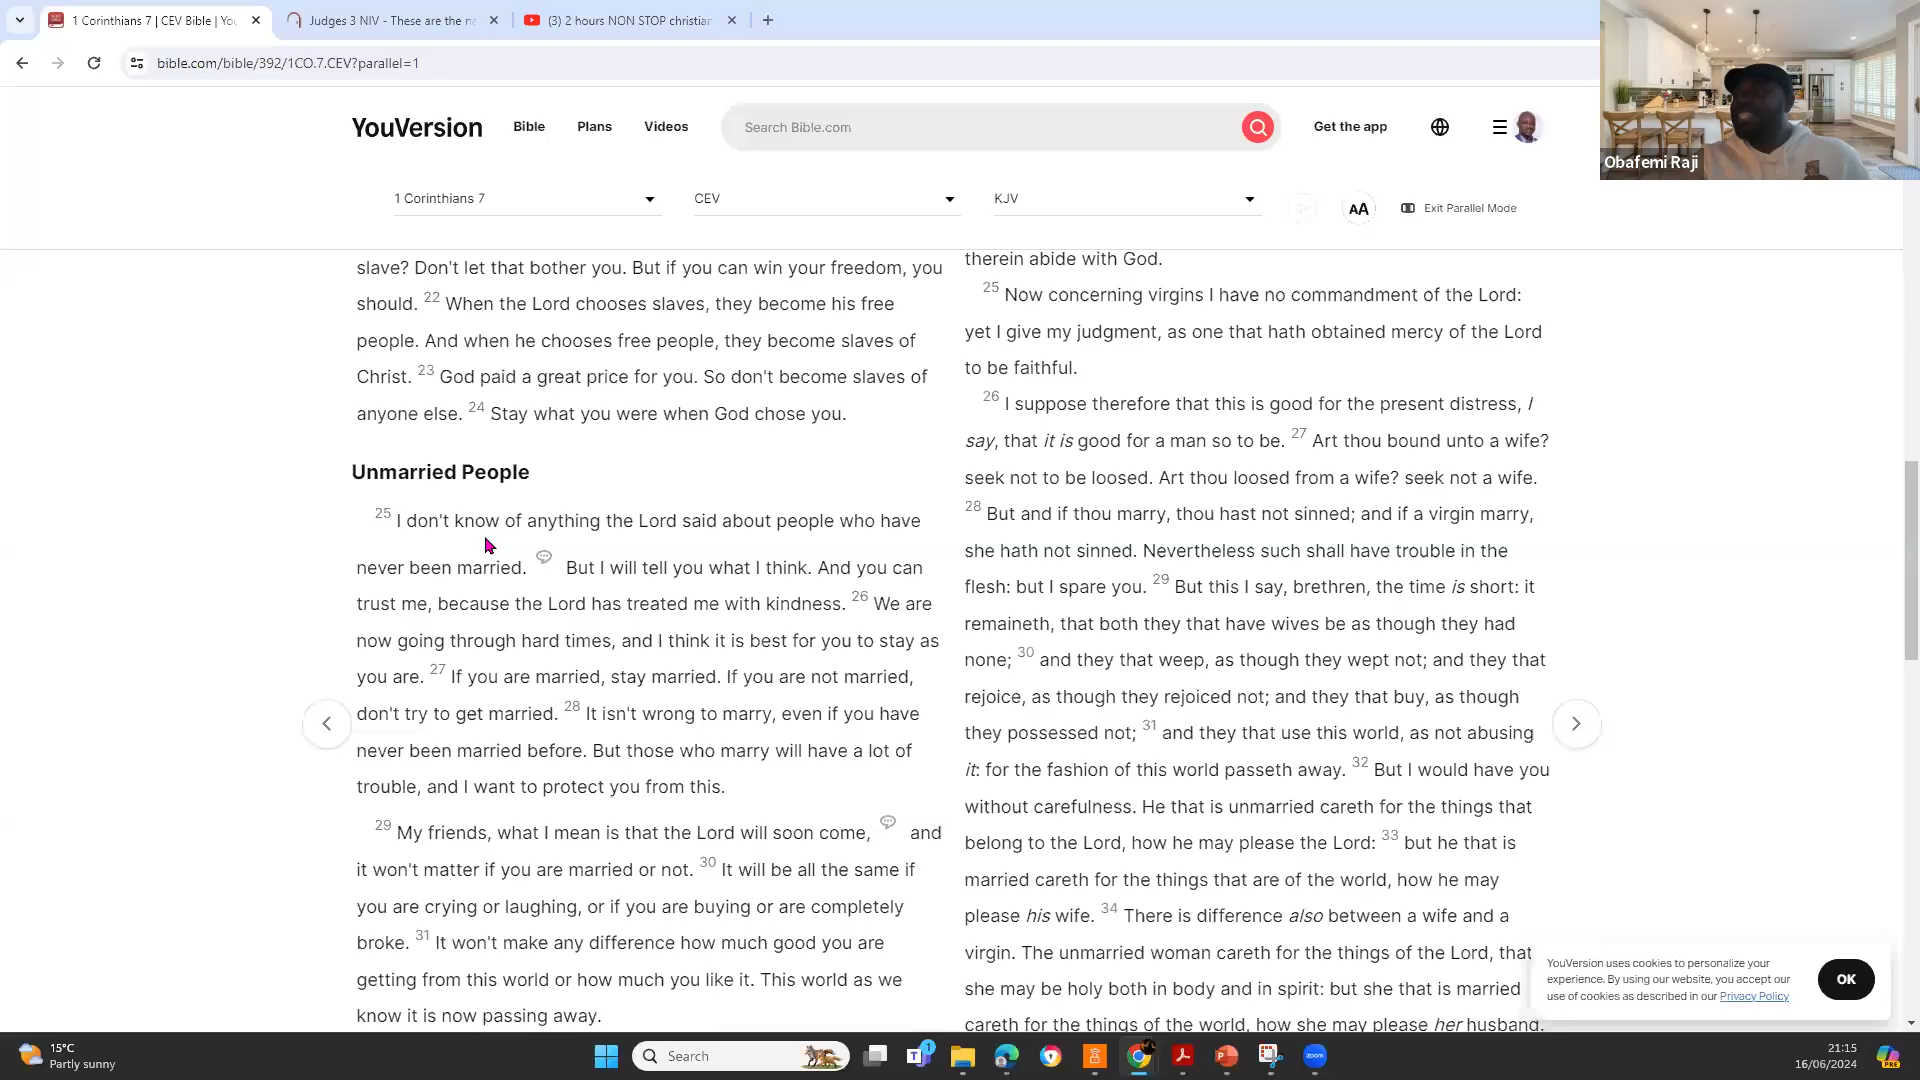 1 Corinthians 7 | CEV Bible | Yo
Judges 3 NIV - These are the na
(3) 2 hours NON STOP christian
bible.com/bible/392/1CO.7.CEV?parallel=1
YouVersion
Bible
Plans
Videos
Search Bible.com
Get the app
Obafemi Raji
1 Corinthians 7
CEV
KJV
AA
Exit Parallel Mode
slave? Don't let that bother you. But if you can win your freedom, you
should. 22 When the Lord chooses slaves, they become his free
people. And when he chooses free people, they become slaves of
Christ. 23 God paid a great price for you. So don't become slaves of
anyone else. 24 Stay what you were when God chose you.
Unmarried People
25 I don't know of anything the Lord said about people who have
never been married. But I will tell you what I think. And you can
trust me, because the Lord has treated me with kindness. 26 We are
now going through hard times, and I think it is best for you to stay as
you are. 27 If you are married, stay married. If you are not married,
don't try to get married. 28 It isn't wrong to marry, even if you have
never been married before. But those who marry will have a lot of
trouble, and I want to protect you from this.
29 My friends, what I mean is that the Lord will soon come, and
it won't matter if you are married or not. 30 It will be all the same if
you are crying or laughing, or if you are buying or are completely
broke. 31 It won't make any difference how much good you are
getting from this world or how much you like it. This world as we
know it is now passing away.
therein abide with God.
25 Now concerning virgins I have no commandment of the Lord:
yet I give my judgment, as one that hath obtained mercy of the Lord
to be faithful.
26 I suppose therefore that this is good for the present distress, I
say, that it is good for a man so to be. 27 Art thou bound unto a wife?
seek not to be loosed. Art thou loosed from a wife? seek not a wife.
28 But and if thou marry, thou hast not sinned; and if a virgin marry,
she hath not sinned. Nevertheless such shall have trouble in the
flesh: but I spare you. 29 But this I say, brethren, the time is short: it
remaineth, that both they that have wives be as though they had
none; 30 and they that weep, as though they wept not; and they that
rejoice, as though they rejoiced not; and they that buy, as though
they possessed not; 31 and they that use this world, as not abusing
it: for the fashion of this world passeth away. 32 But I would have you
without carefulness. He that is unmarried careth for the things that
belong to the Lord, how he may please the Lord: 33 but he that is
married careth for the things that are of the world, how he may
please his wife. 34 There is difference also between a wife and a
virgin. The unmarried woman careth for the things of the Lord, that
she may be holy both in body and in spirit: but she that is married
careth for the things of the world, how she may please her husband.
YouVersion uses cookies to personalize your
experience. By using our website, you accept our
use of cookies as described in our Privacy Policy
OK
15°C
Partly sunny
Search
1
zoom
21:15
16/06/2024
PRE